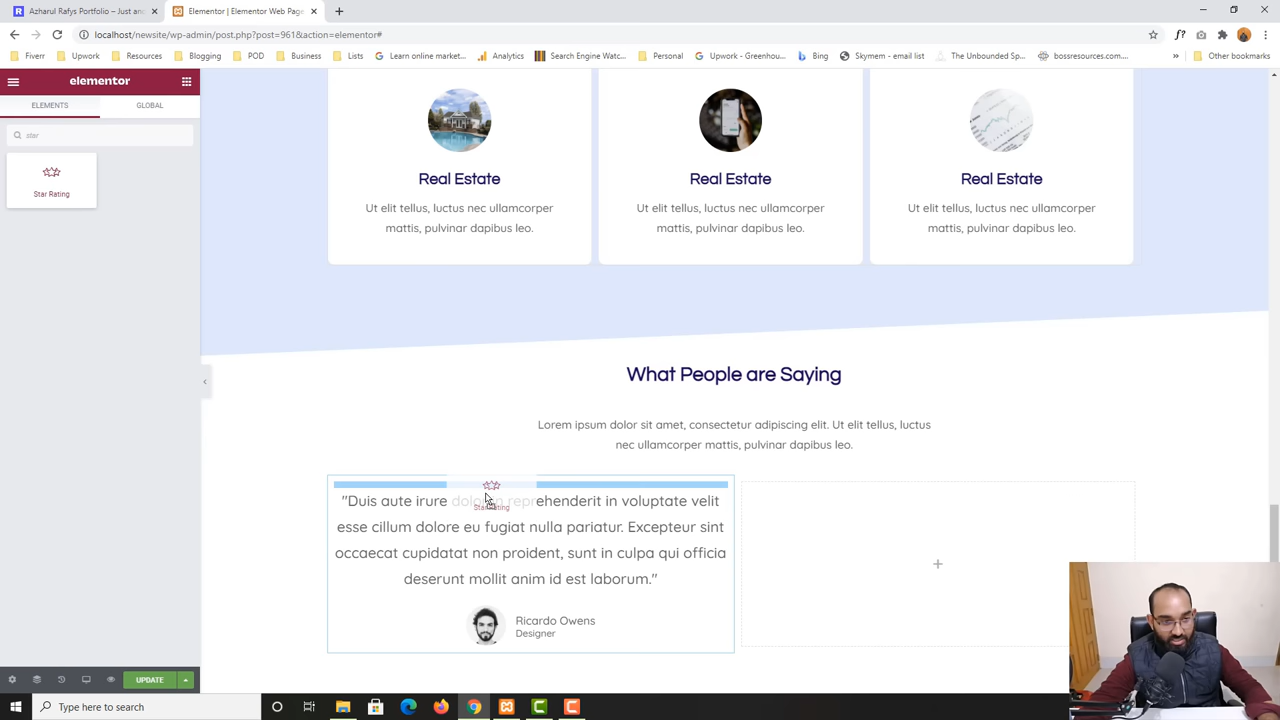 Azharul Rafys Portfolio – Just and
Elementor | Elementor Web Page
localhost/newsite/wp-admin/post.php?post=961&action=elementor#
Fiverr
Upwork
Resources
Blogging
POD
Business
Lists
Learn online market...
Analytics
Search Engine Watc...
Personal
Upwork - Greenhou...
Bing
Skymem - email list
The Unbounded Sp...
bossresources.com...
»
Other bookmarks
elementor
ELEMENTS
GLOBAL
star
Star Rating
Real Estate
Ut elit tellus, luctus nec ullamcorper
mattis, pulvinar dapibus leo.
Real Estate
Ut elit tellus, luctus nec ullamcorper
mattis, pulvinar dapibus leo.
Real Estate
Ut elit tellus, luctus nec ullamcorper
mattis, pulvinar dapibus leo.
What People are Saying
Lorem ipsum dolor sit amet, consectetur adipiscing elit. Ut elit tellus, luctus
nec ullamcorper mattis, pulvinar dapibus leo.
"Duis aute irure dolor in reprehenderit in voluptate velit
Star Rating
esse cillum dolore eu fugiat nulla pariatur. Excepteur sint
occaecat cupidatat non proident, sunt in culpa qui officia
deserunt mollit anim id est laborum."
Ricardo Owens
Designer
UPDATE
Type here to search